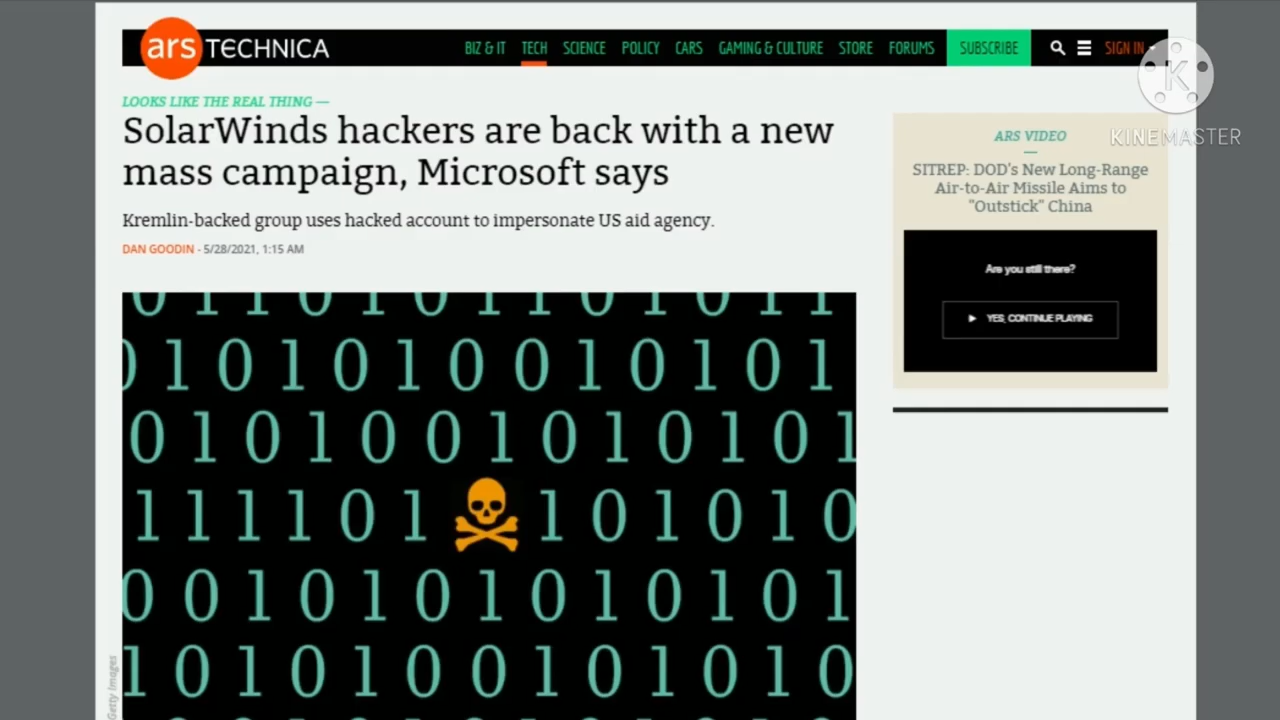 ars TECHNICA
BIZ & IT TECH SCIENCE POLICY CARS GAMING & CULTURE STORE FORUMS SUBSCRIBE SIGN IN
K
KINEMASTER
LOOKS LIKE THE REAL THING —
SolarWinds hackers are back with a new
mass campaign, Microsoft says
Kremlin-backed group uses hacked account to impersonate US aid agency.
DAN GOODIN - 5/28/2021, 1:15 AM
ARS VIDEO
SITREP: DOD's New Long-Range
Air-to-Air Missile Aims to
"Outstick" China
Are you still there?
YES, CONTINUE PLAYING
0 1 1 0 1 0 1 1 0 1 0 1 1
0 1 0 1 0 1 0 0 1 0 1 0 1
0 1 0 1 0 0 1 0 1 0 1 0 1
1 1 1 1 0 1 1 0 1 0 1 0
0 0 1 0 1 0 1 0 1 0 1 0 1
1 0 1 0 1 0 0 1 0 1 0 1 0
Getty Images